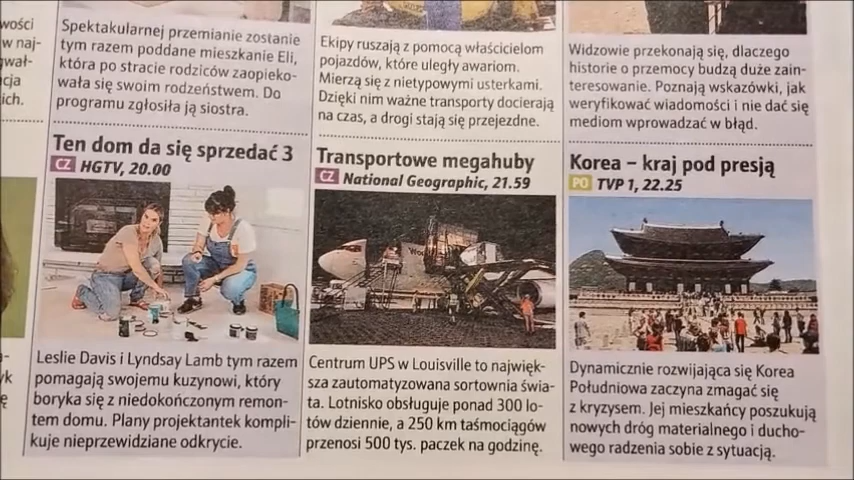 wości
w naj-
gwał-
cja
ich.
Spektakularnej przemianie zostanie
tym razem poddane mieszkanie Eli,
która po stracie rodziców zaopieko-
wała się swoim rodzeństwem. Do
programu zgłosiła ją siostra.
Ten dom da się sprzedać 3
CZ HGTV, 20.00
Leslie Davis i Lyndsay Lamb tym razem
pomagają swojemu kuzynowi, który
boryka się z niedokończonym remon-
tem domu. Plany projektantek kompli-
kuje nieprzewidziane odkrycie.
Ekipy ruszają z pomocą właścicielom
pojazdów, które uległy awariom.
Mierzą się z nietypowymi usterkami.
Dzięki nim ważne transporty docierają
na czas, a drogi stają się przejezdne.
Transportowe megahuby
CZ National Geographic, 21.59
Centrum UPS w Louisville to najwięk-
sza zautomatyzowana sortownia świa-
ta. Lotnisko obsługuje ponad 300 lo-
tów dziennie, a 250 km taśmociągów
przenosi 500 tys. paczek na godzinę.
Widzowie przekonają się, dlaczego
historie o przemocy budzą duże zain-
teresowanie. Poznają wskazówki, jak
weryfikować wiadomości i nie dać się
mediom wprowadzać w błąd.
Korea – kraj pod presją
PO TVP 1, 22.25
Dynamicznie rozwijająca się Korea
Południowa zaczyna zmagać się
z kryzysem. Jej mieszkańcy poszukują
nowych dróg materialnego i ducho-
wego radzenia sobie z sytuacją.